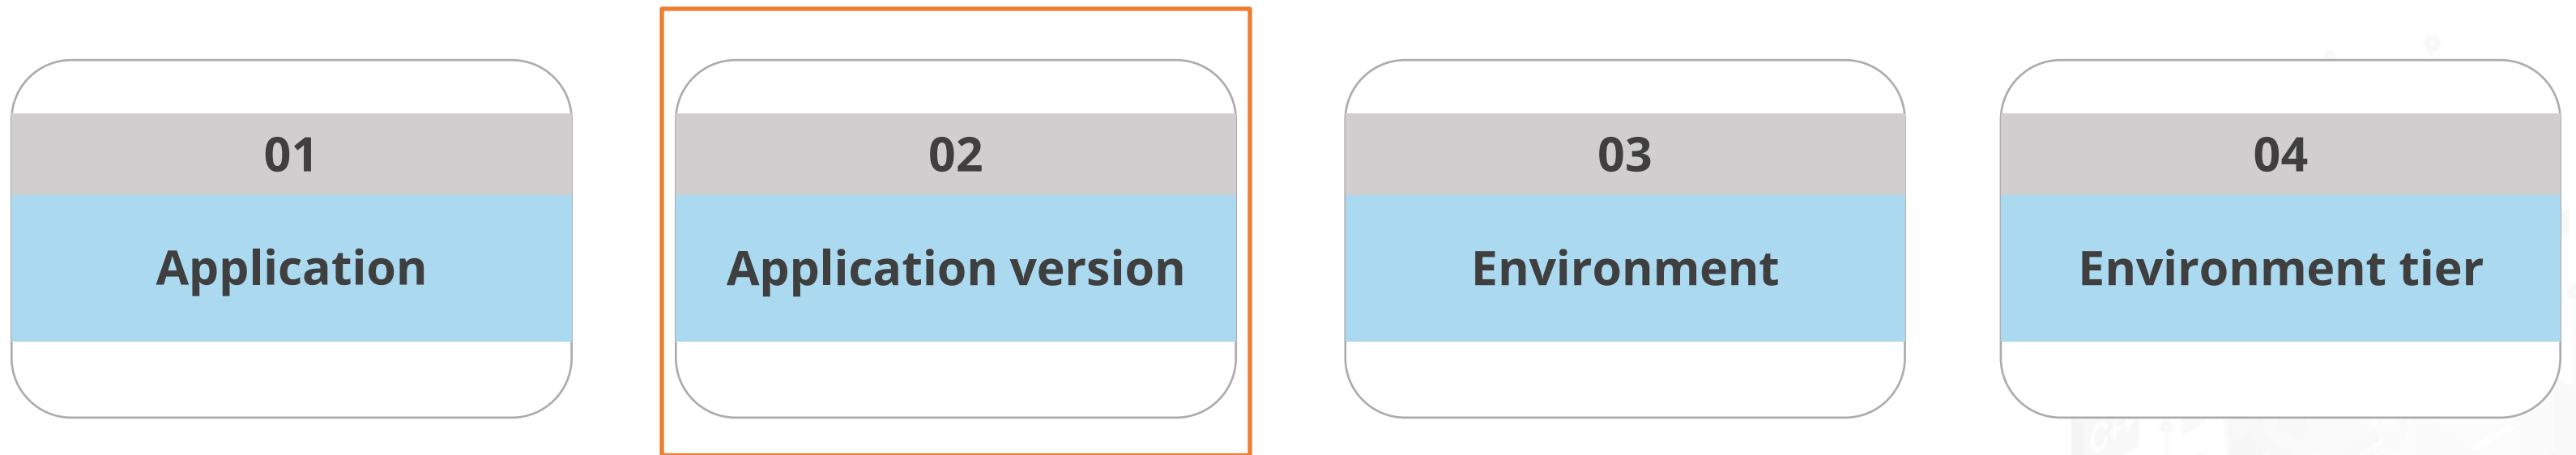 01
Application
02
Application version
03
Environment
04
Environment tier
C++